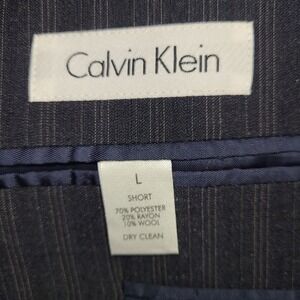 Calvin Klein
L
SHORT
70% POLYESTER
20% RAYON
10% WOOL
DRY CLEAN